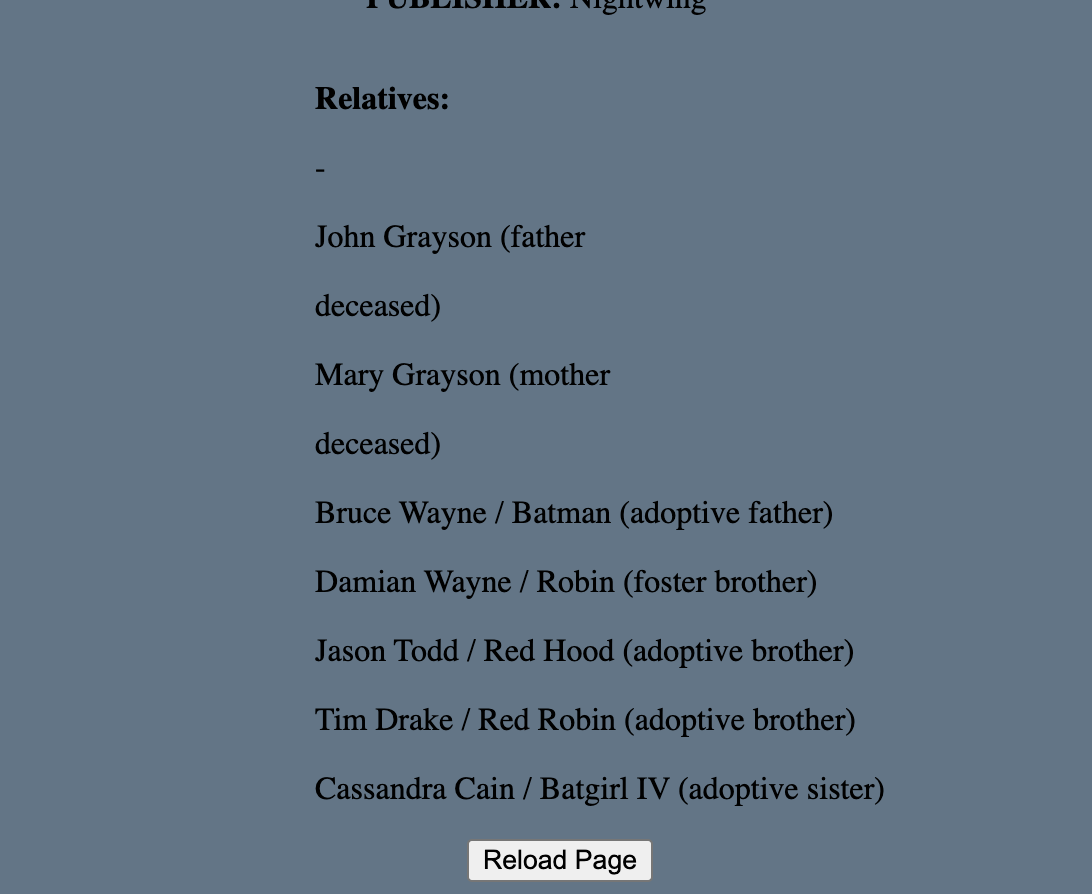 PUBLISHER: Nightwing
Relatives:
-
John Grayson (father
deceased)
Mary Grayson (mother
deceased)
Bruce Wayne / Batman (adoptive father)
Damian Wayne / Robin (foster brother)
Jason Todd / Red Hood (adoptive brother)
Tim Drake / Red Robin (adoptive brother)
Cassandra Cain / Batgirl IV (adoptive sister)
Reload Page